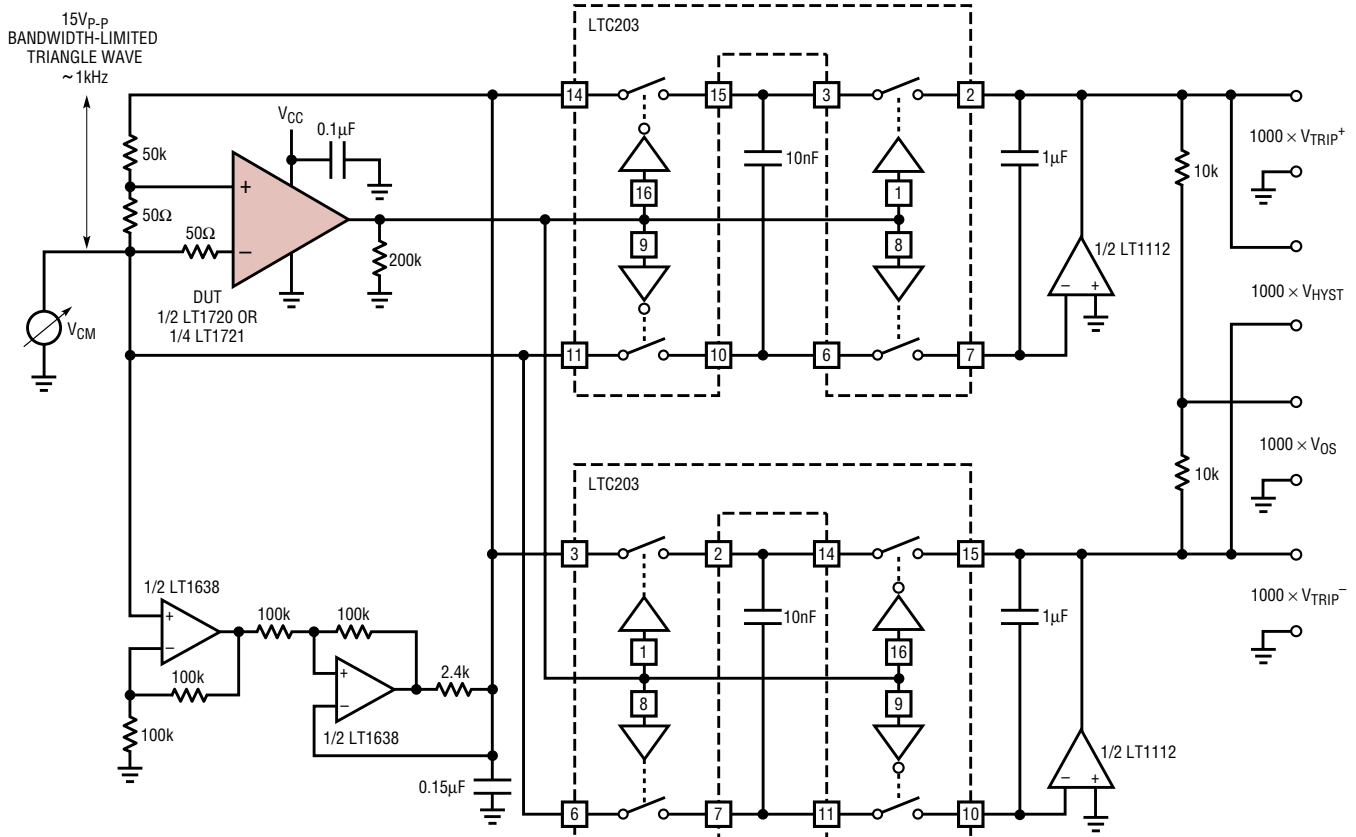 15VP-P
BANDWIDTH-LIMITED
TRIANGLE WAVE
~1kHz
LTC203
14
15
3
2
VCC
0.1µF
50k
+
50Ω
50Ω
−
200k
DUT
1/2 LT1720 OR
1/4 LT1721
VCM
16
1
10nF
9
8
1µF
10k
1/2 LT1112
− +
11
10
6
7
1000 × VTRIP+
1000 × VHYST
1000 × VOS
10k
1000 × VTRIP−
LTC203
3
2
14
15
1/2 LT1638
+
−
100k
100k
100k
100k
+
−
2.4k
1/2 LT1638
0.15µF
1
16
10nF
8
9
1µF
1/2 LT1112
− +
6
7
11
10